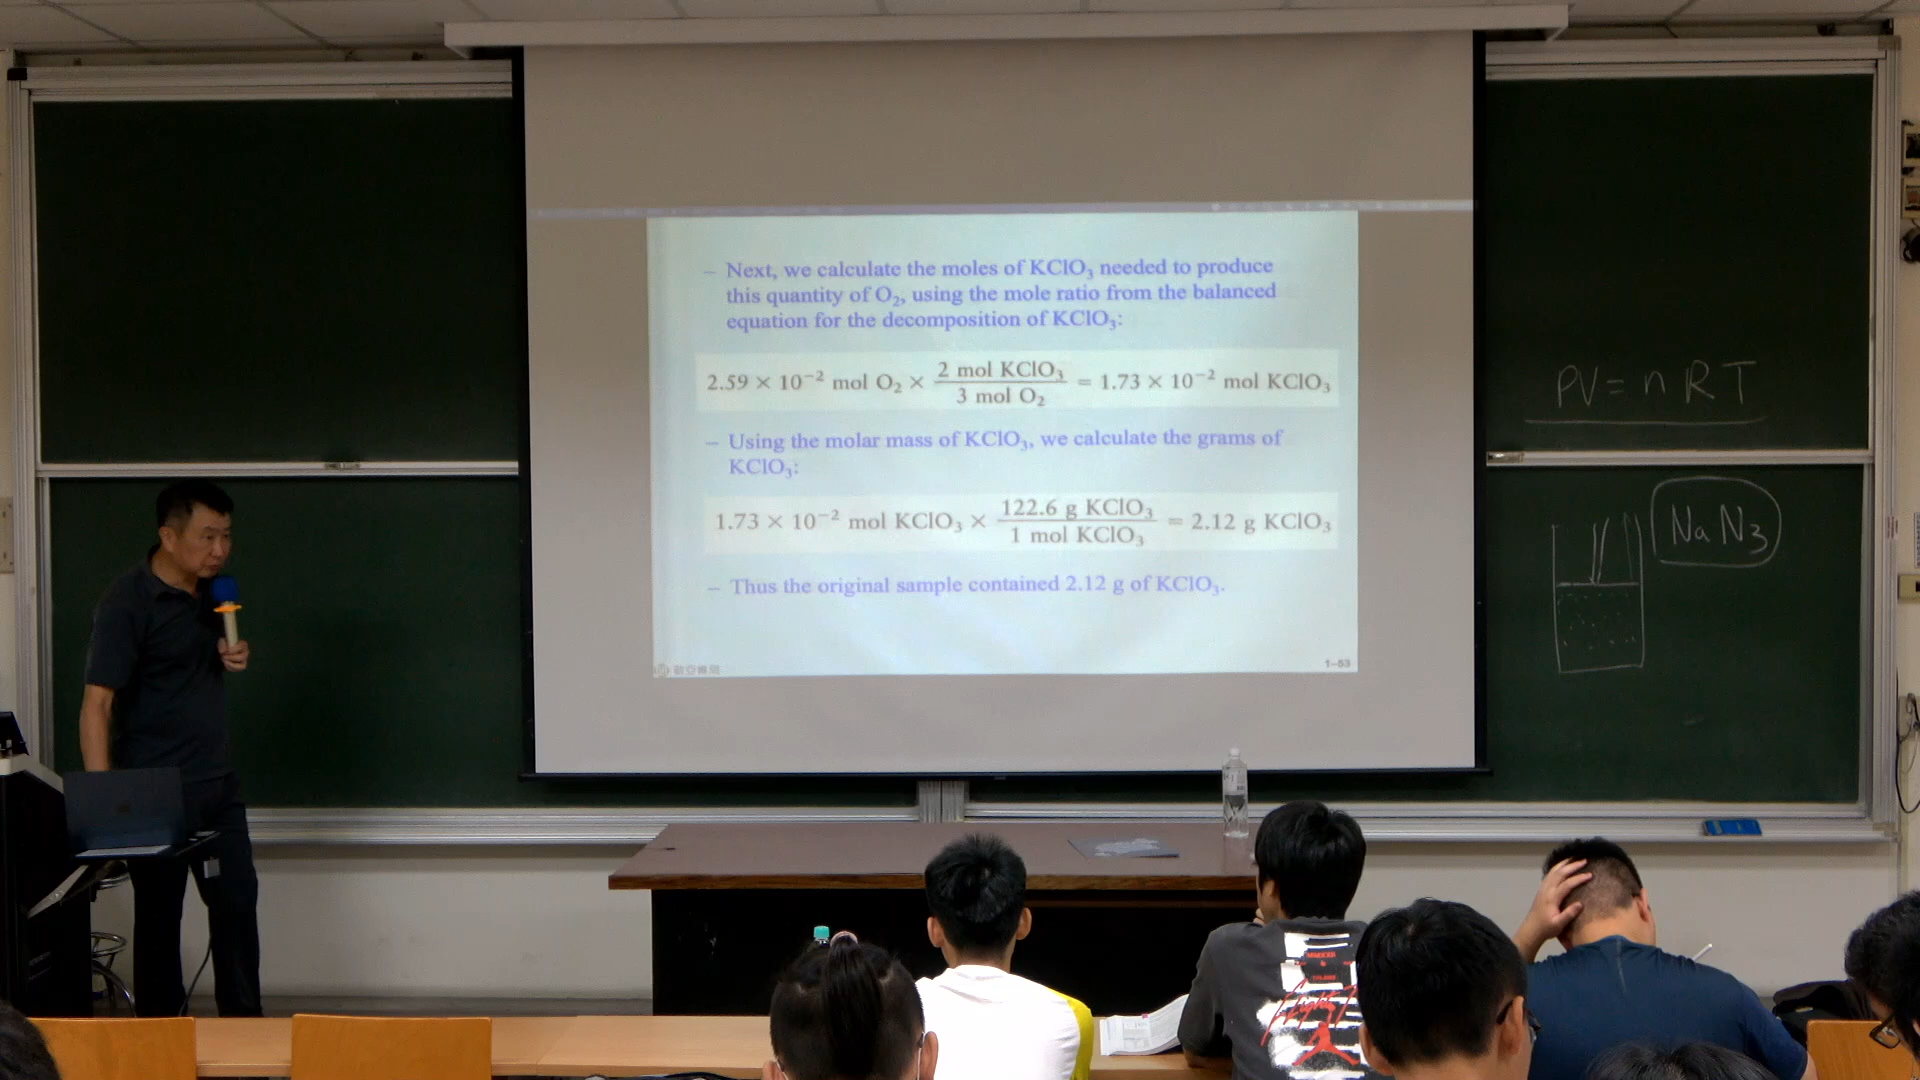 – Next, we calculate the moles of KClO₃ needed to produce
this quantity of O₂, using the mole ratio from the balanced
equation for the decomposition of KClO₃:
2.59 × 10⁻² mol O₂ × 2 mol KClO₃ / 3 mol O₂ = 1.73 × 10⁻² mol KClO₃
– Using the molar mass of KClO₃, we calculate the grams of
KClO₃:
1.73 × 10⁻² mol KClO₃ × 122.6 g KClO₃ / 1 mol KClO₃ = 2.12 g KClO₃
– Thus the original sample contained 2.12 g of KClO₃.
1–53
PV = nRT
NaN₃
Flight